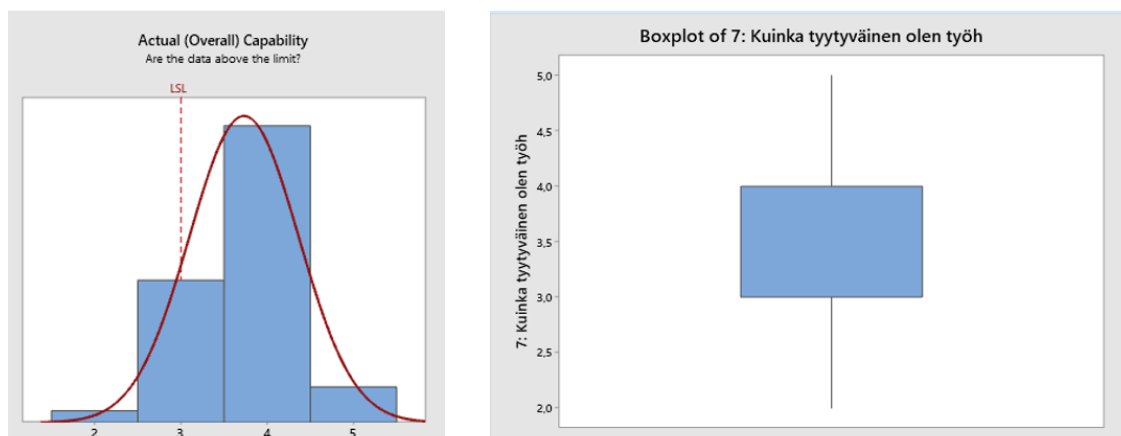 Actual (Overall) Capability
Are the data above the limit?
LSL
2 3 4 5
Boxplot of 7: Kuinka tyytyväinen olen työh
7: Kuinka tyytyväinen olen työh
5,0
4,5
4,0
3,5
3,0
2,5
2,0